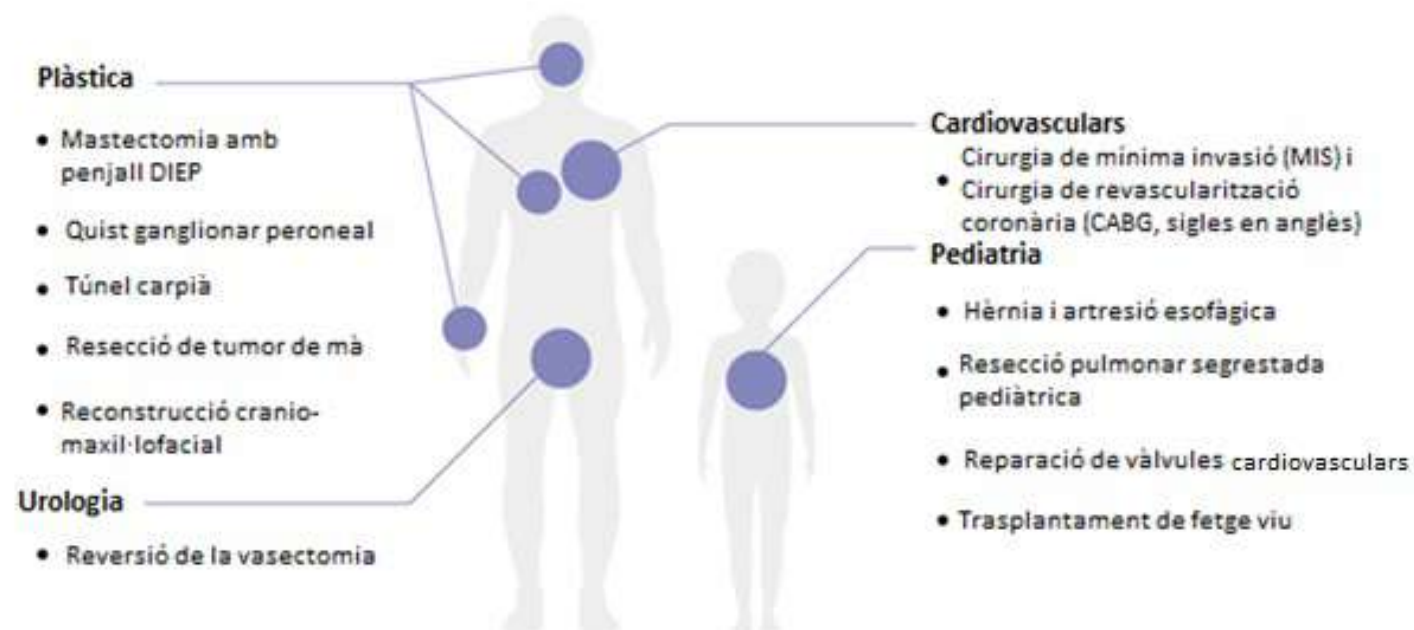 Plàstica
• Mastectomia amb
penjall DIEP
• Quist ganglionar peroneal
• Túnel carpià
• Resecció de tumor de mà
• Reconstrucció cranio-
maxil·lofacial
Urologia
• Reversió de la vasectomia
Cardiovasculars
• Cirurgia de mínima invasió (MIS) i
Cirurgia de revascularització
coronària (CABG, sigles en anglès)
Pediatria
• Hèrnia i artresió esofàgica
• Resecció pulmonar segrestada
pediàtrica
• Reparació de vàlvules cardiovasculars
• Trasplantament de fetge viu